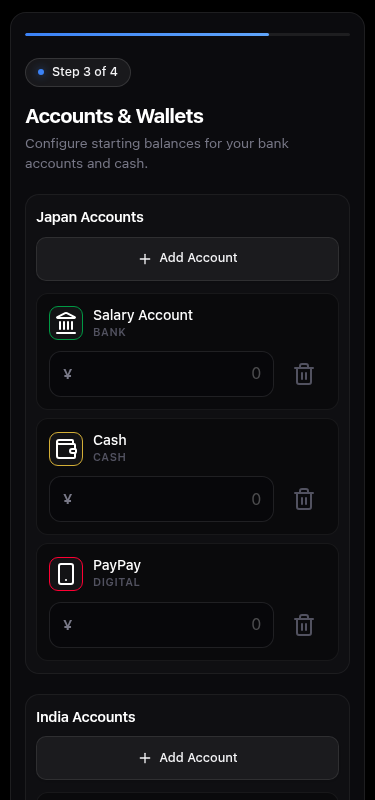 Step 3 of 4
Accounts & Wallets
Configure starting balances for your bank
accounts and cash.
Japan Accounts
+ Add Account
Salary Account
BANK
¥ 0
Cash
CASH
¥ 0
PayPay
DIGITAL
¥ 0
India Accounts
+ Add Account